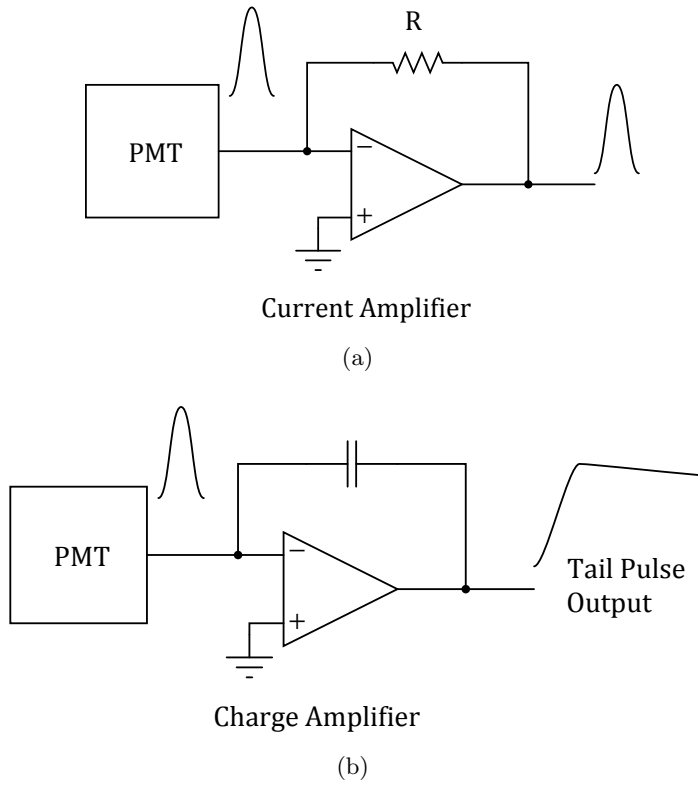 R
PMT
−
+
Current Amplifier
(a)
PMT
−
+
Tail Pulse
Output
Charge Amplifier
(b)